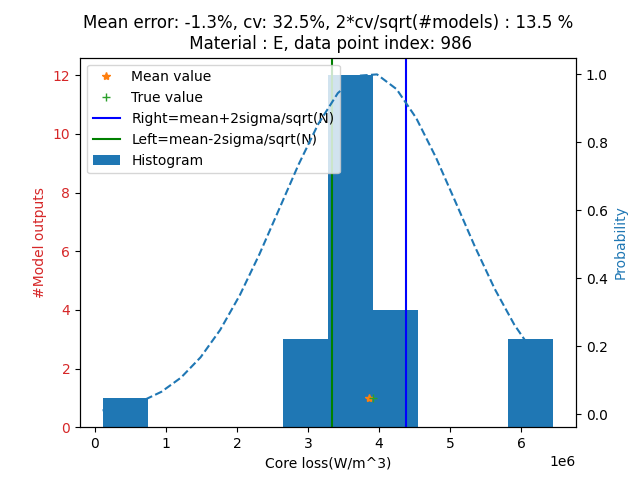 Mean error: -1.3%, cv: 32.5%, 2*cv/sqrt(#models) : 13.5 %
Material : E, data point index: 986
Mean value
True value
Right=mean+2sigma/sqrt(N)
Left=mean-2sigma/sqrt(N)
Histogram
#Model outputs
12
10
8
6
4
2
0
Probability
1.0
0.8
0.6
0.4
0.2
0.0
0 1 2 3 4 5 6
1e6
Core loss(W/m^3)